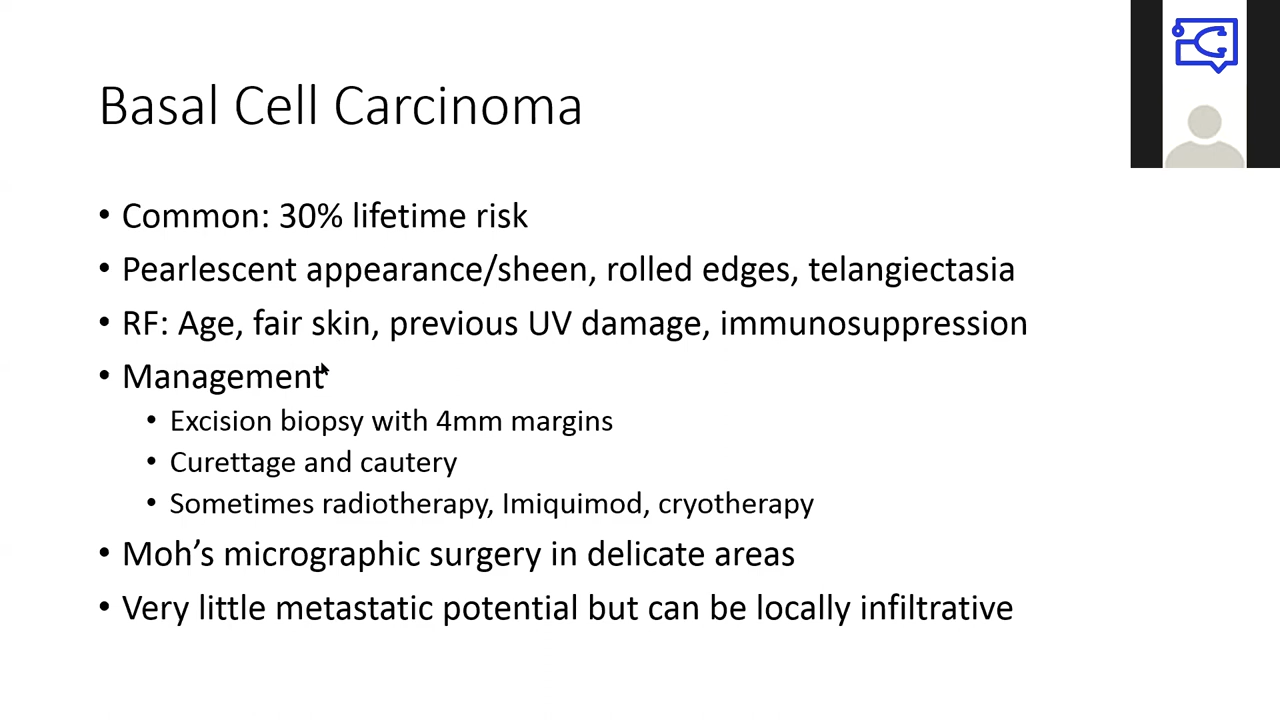 Basal Cell Carcinoma
• Common: 30% lifetime risk
• Pearlescent appearance/sheen, rolled edges, telangiectasia
• RF: Age, fair skin, previous UV damage, immunosuppression
• Management
• Excision biopsy with 4mm margins
• Curettage and cautery
• Sometimes radiotherapy, Imiquimod, cryotherapy
• Moh’s micrographic surgery in delicate areas
• Very little metastatic potential but can be locally infiltrative